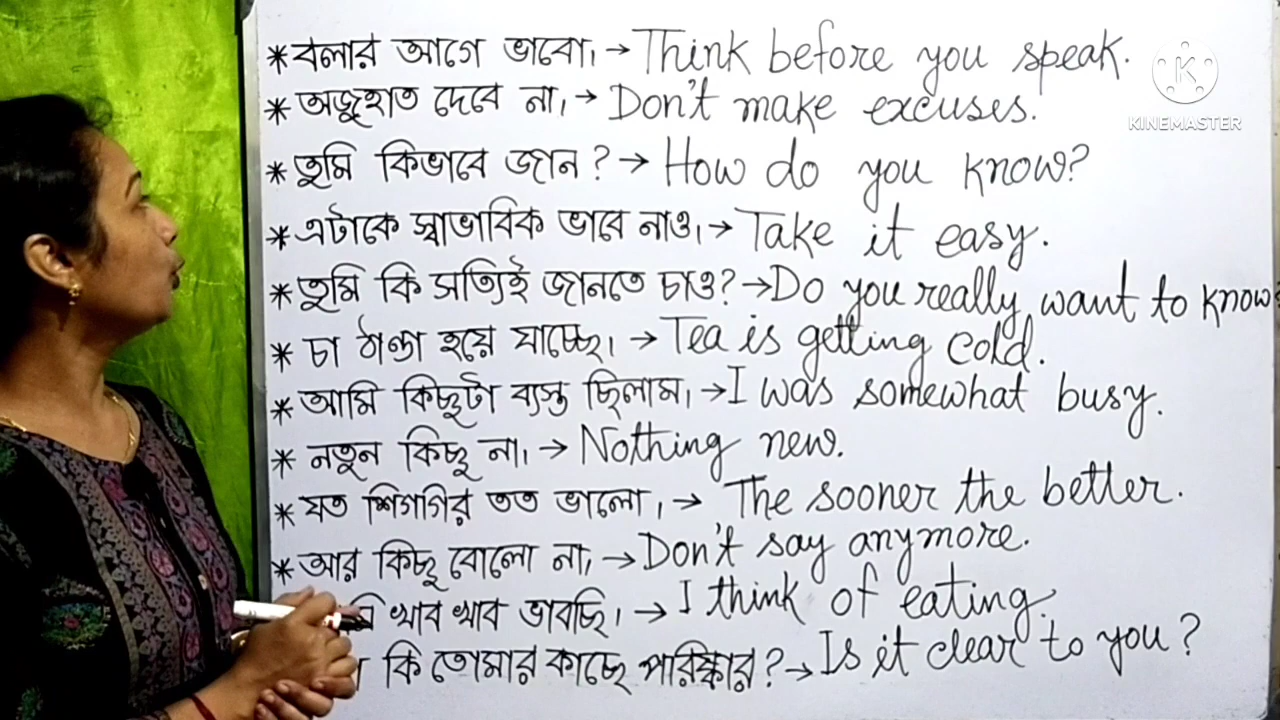 * বলার আগে ভাবো। → Think before you speak.
* অজুহাত দেবে না। → Don't make excuses.
* তুমি কিভাবে জান? → How do you know?
* এটাকে স্বাভাবিক ভাবে নাও। → Take it easy.
* তুমি কি সত্যিই জানতে চাও? → Do you really want to know?
* চা ঠান্ডা হয়ে যাচ্ছে। → Tea is getting cold.
* আমি কিছুটা ব্যস্ত ছিলাম। → I was somewhat busy.
* নতুন কিছু না। → Nothing new.
* যত শিগগির তত ভালো। → The sooner the better.
* আর কিছু বোলো না। → Don't say anymore.
খাব খাব ভাবছি। → I think of eating.
কি তোমার কাছে পরিষ্কার? → Is it clear to you?
K
KINEMASTER